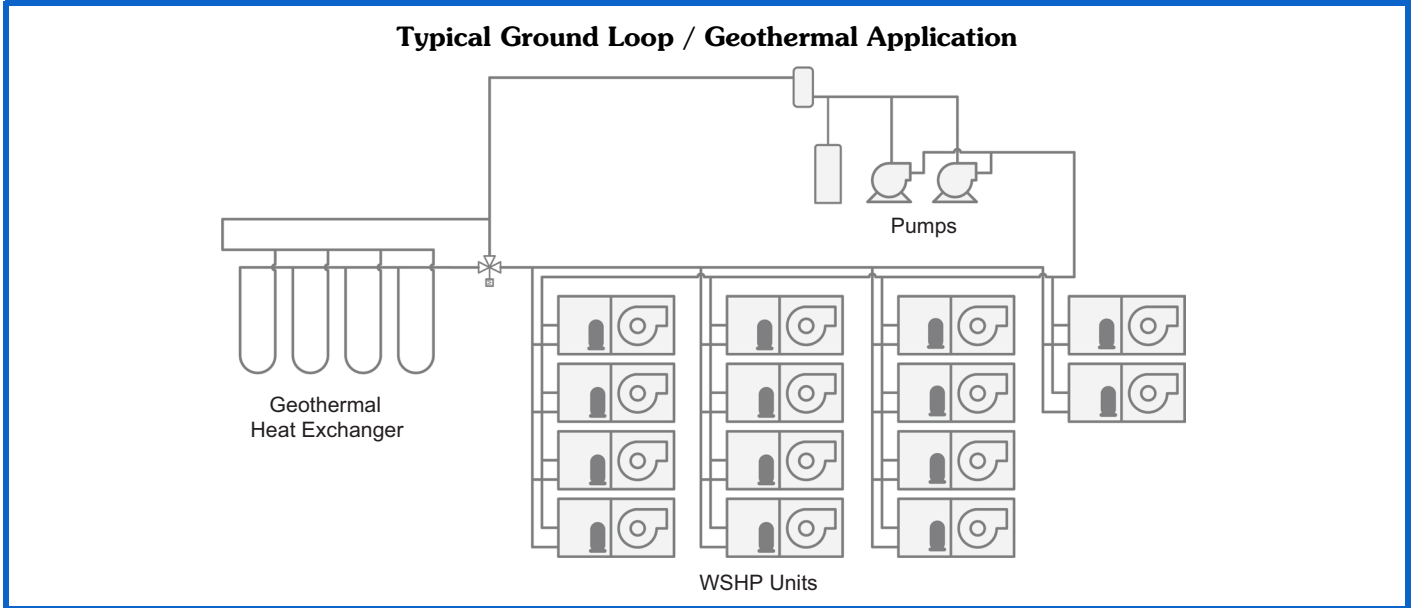 Typical Ground Loop / Geothermal Application
Pumps
Geothermal
Heat Exchanger
WSHP Units